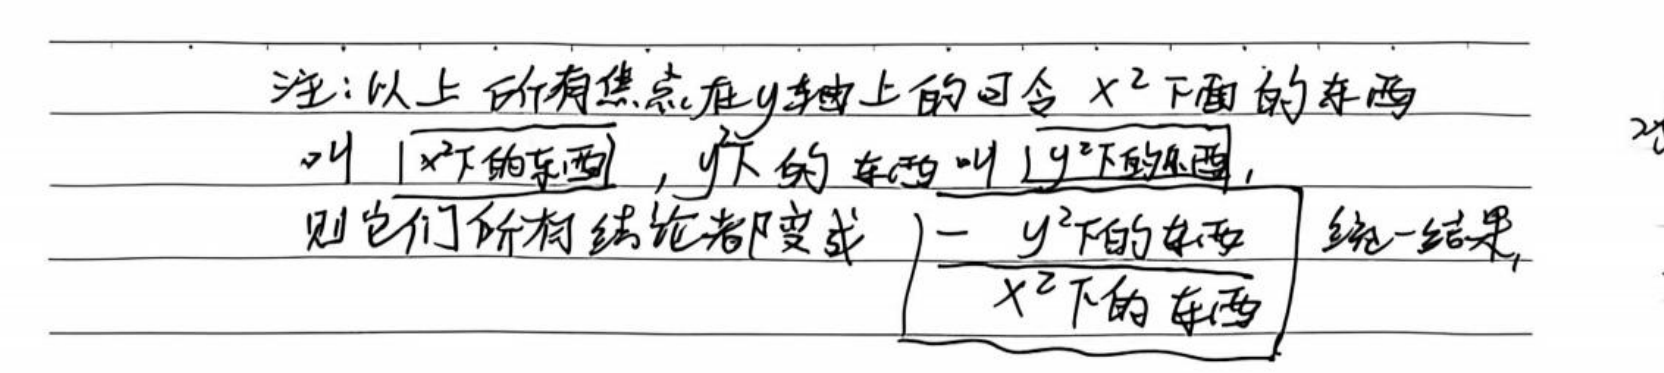 注:以上所有焦点在y轴上的可令 x²下面的东西
叫 x²下的东西, y²下的东西叫 y²下的东西,
则它们所有结论都变成 - y²下的东西 统一结果,
x²下的东西